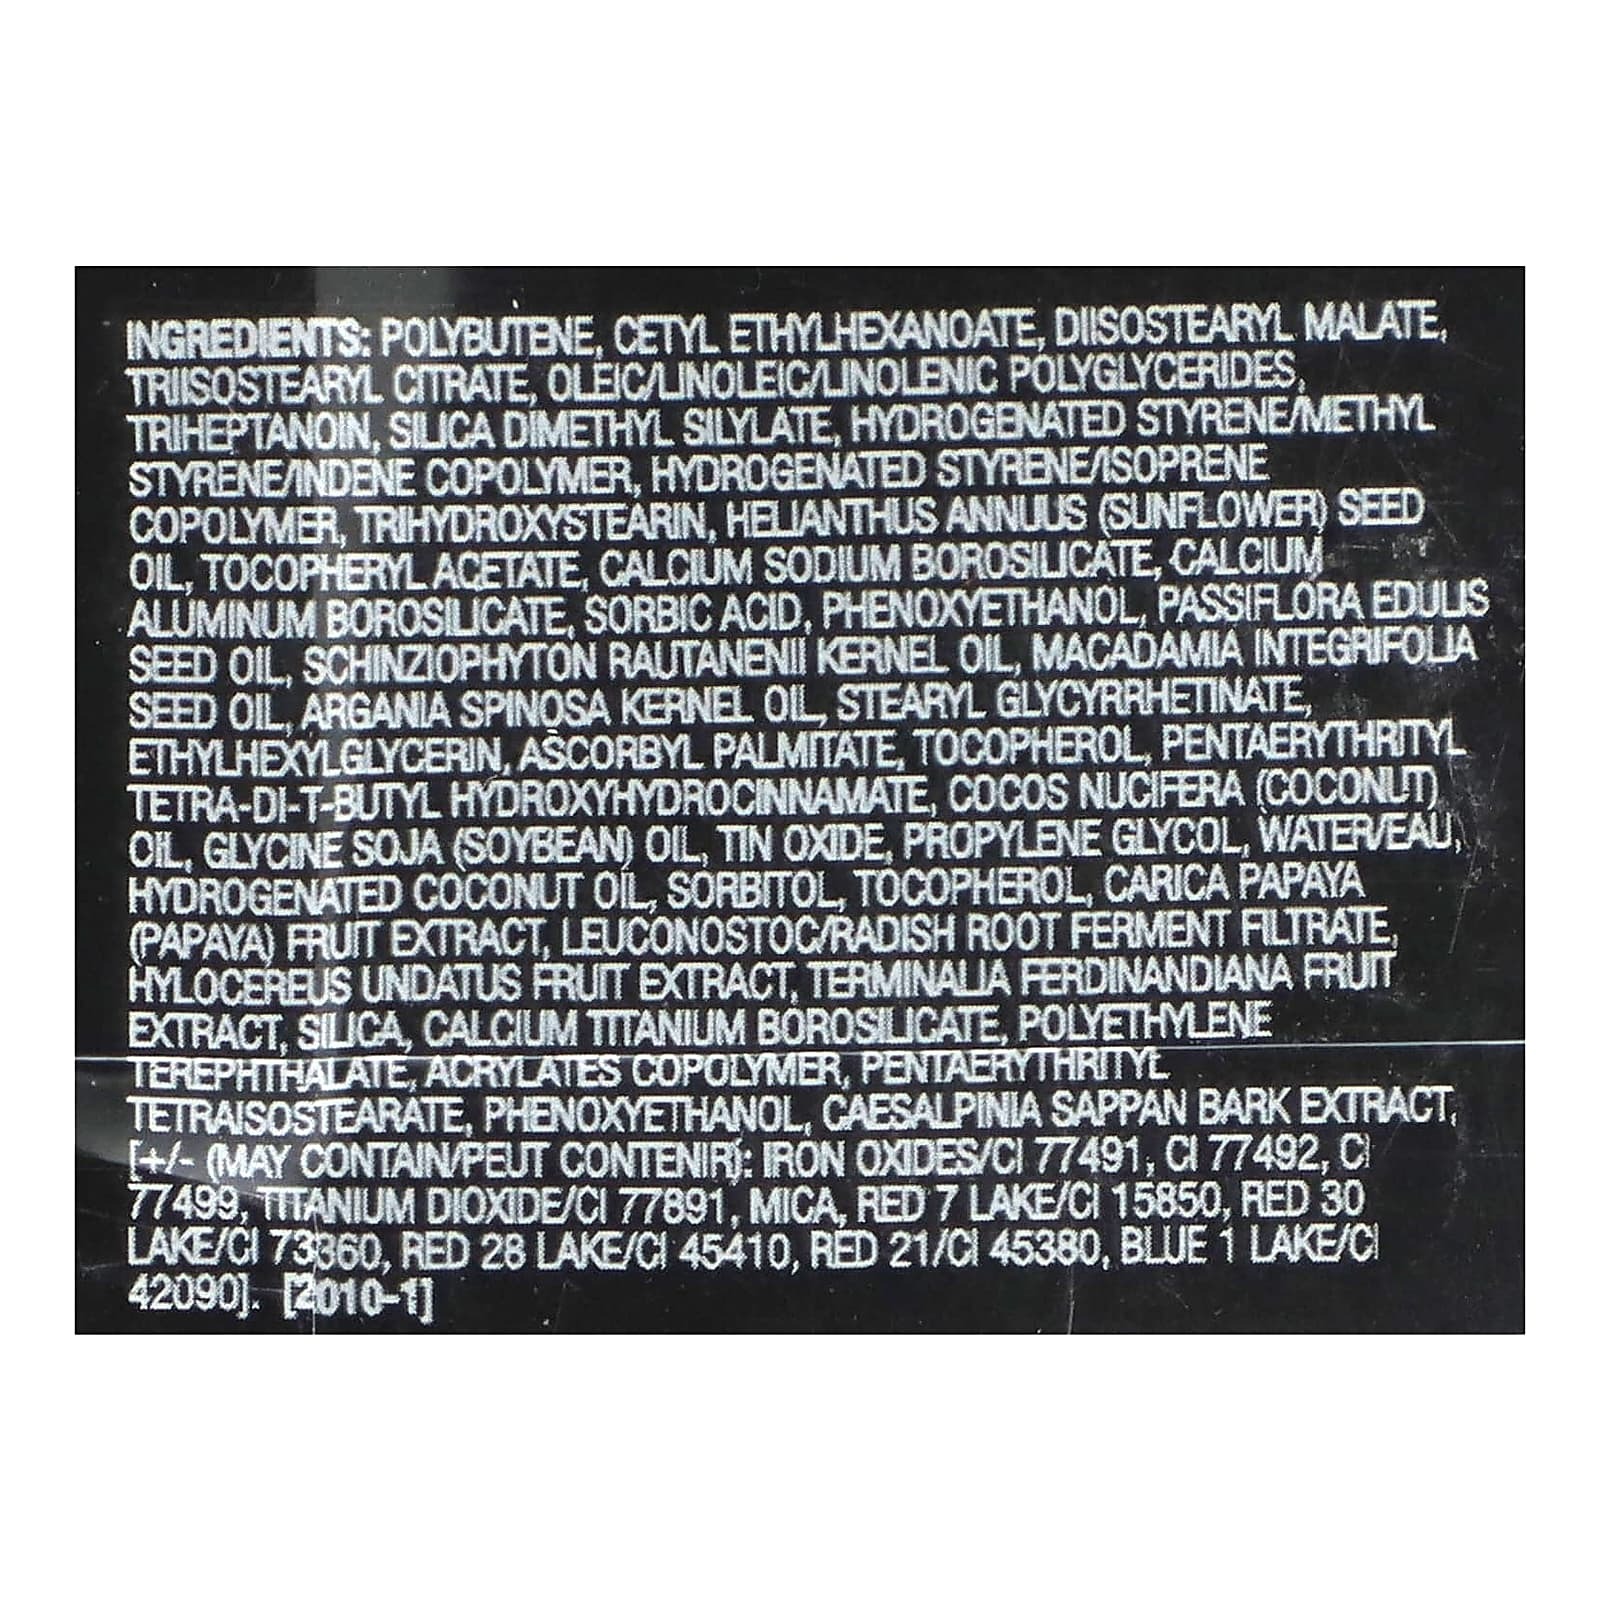 INGREDIENTS: POLYBUTENE, CETYL ETHYLHEXANOATE, DIISOSTEARYL MALATE,
TRIISOSTEARYL CITRATE, OLEIC/LINOLEIC/LINOLENIC POLYGLYCERIDES,
TRIHEPTANOIN, SILICA DIMETHYL SILYLATE, HYDROGENATED STYRENE/METHYL
STYRENE/INDENE COPOLYMER, HYDROGENATED STYRENE/ISOPRENE
COPOLYMER, TRIHYDROXYSTEARIN, HELIANTHUS ANNUUS (SUNFLOWER) SEED
OIL, TOCOPHERYL ACETATE, CALCIUM SODIUM BOROSILICATE, CALCIUM
ALUMINUM BOROSILICATE, SORBIC ACID, PHENOXYETHANOL, PASSIFLORA EDULIS
SEED OIL, SCHINZIOPHYTON RAUTANENII KERNEL OIL, MACADAMIA INTEGRIFOLIA
SEED OIL, ARGANIA SPINOSA KERNEL OIL, STEARYL GLYCYRRHETINATE,
ETHYLHEXYLGLYCERIN, ASCORBYL PALMITATE, TOCOPHEROL, PENTAERYTHRITYL
TETRA-DI-T-BUTYL HYDROXYHYDROCINNAMATE, COCOS NUCIFERA (COCONUT)
OIL, GLYCINE SOJA (SOYBEAN) OIL, TIN OXIDE, PROPYLENE GLYCOL, WATER/EAU,
HYDROGENATED COCONUT OIL, SORBITOL, TOCOPHEROL, CARICA PAPAYA
(PAPAYA) FRUIT EXTRACT, LEUCONOSTOC/RADISH ROOT FERMENT FILTRATE,
HYLOCEREUS UNDATUS FRUIT EXTRACT, TERMINALIA FERDINANDIANA FRUIT
EXTRACT, SILICA, CALCIUM TITANIUM BOROSILICATE, POLYETHYLENE
TEREPHTHALATE, ACRYLATES COPOLYMER, PENTAERYTHRITYL
TETRAISOSTEARATE, PHENOXYETHANOL, CAESALPINIA SAPPAN BARK EXTRACT,
[+/- (MAY CONTAIN/PEUT CONTENIR): IRON OXIDES/CI 77491, CI 77492, CI
77499, TITANIUM DIOXIDE/CI 77891, MICA, RED 7 LAKE/CI 15850, RED 30
LAKE/CI 73360, RED 28 LAKE/CI 45410, RED 21/CI 45380, BLUE 1 LAKE/CI
42090]. [2010-1]